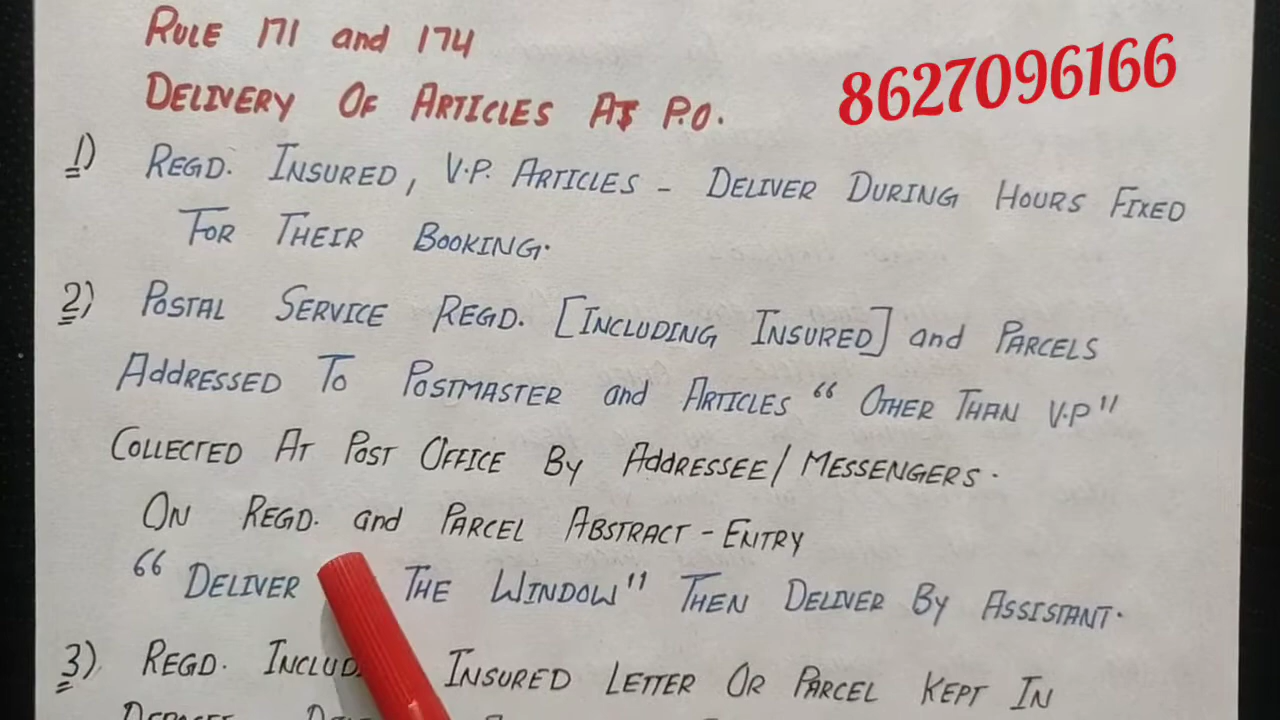 RULE 171 and 174
8627096166
DELIVERY OF ARTICLES AT P.O.
1) REGD. INSURED, V.P. ARTICLES - DELIVER DURING HOURS FIXED
FOR THEIR BOOKING.
2) POSTAL SERVICE REGD. [INCLUDING INSURED] and PARCELS
ADDRESSED TO POSTMASTER and ARTICLES "OTHER THAN V.P"
COLLECTED AT POST OFFICE BY ADDRESSEE/MESSENGERS.
ON REGD. and PARCEL ABSTRACT - ENTRY
"DELIVER THE WINDOW" THEN DELIVER BY ASSISTANT.
3) REGD. INSURED LETTER OR PARCEL KEPT IN